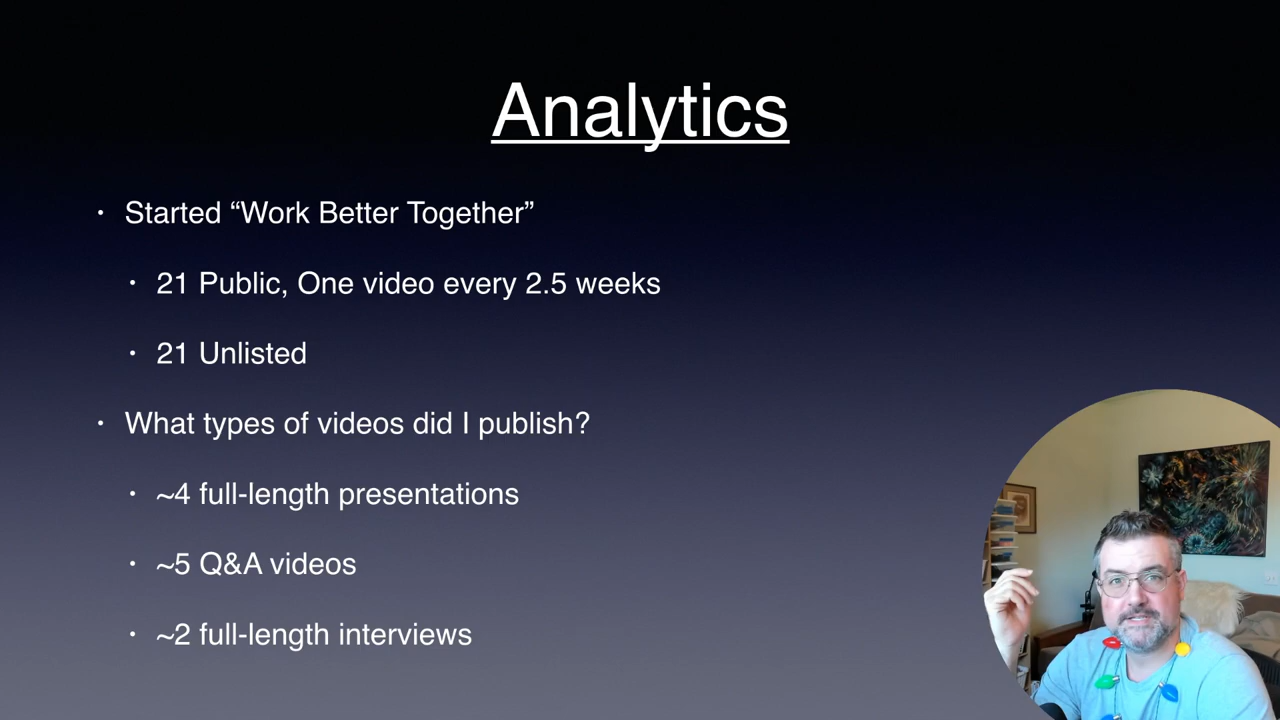 Analytics
• Started “Work Better Together”
• 21 Public, One video every 2.5 weeks
• 21 Unlisted
• What types of videos did I publish?
• ~4 full-length presentations
• ~5 Q&A videos
• ~2 full-length interviews